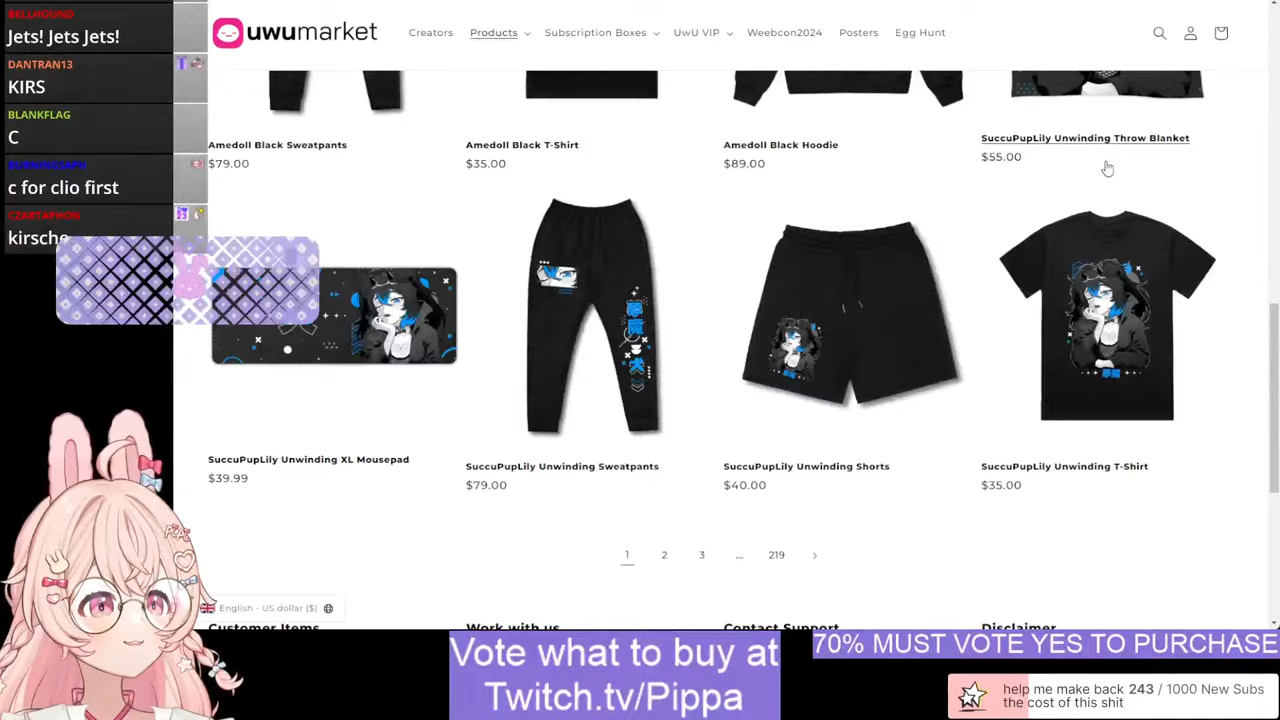 BELLHOUND
Jets! Jets Jets!
DANTRAN13
KIRS
BLANKFLAG
C
c for clio first
CZARTAPHON
kirsche
uwumarket
Creators
Products
Subscription Boxes
UwU VIP
Weebcon2024
Posters
Egg Hunt
Amedoll Black Sweatpants
$79.00
Amedoll Black T-Shirt
$35.00
Amedoll Black Hoodie
$89.00
SuccuPupLily Unwinding Throw Blanket
$55.00
SuccuPupLily Unwinding XL Mousepad
$39.99
SuccuPupLily Unwinding Sweatpants
$79.00
SuccuPupLily Unwinding Shorts
$40.00
SuccuPupLily Unwinding T-Shirt
$35.00
1 2 3 ... 219
English - US dollar ($)
Customer Items
Work with us
Contact Support
Disclaimer
Vote what to buy at
Twitch.tv/Pippa
70% MUST VOTE YES TO PURCHASE
help me make back 243 / 1000 New Subs
the cost of this shit